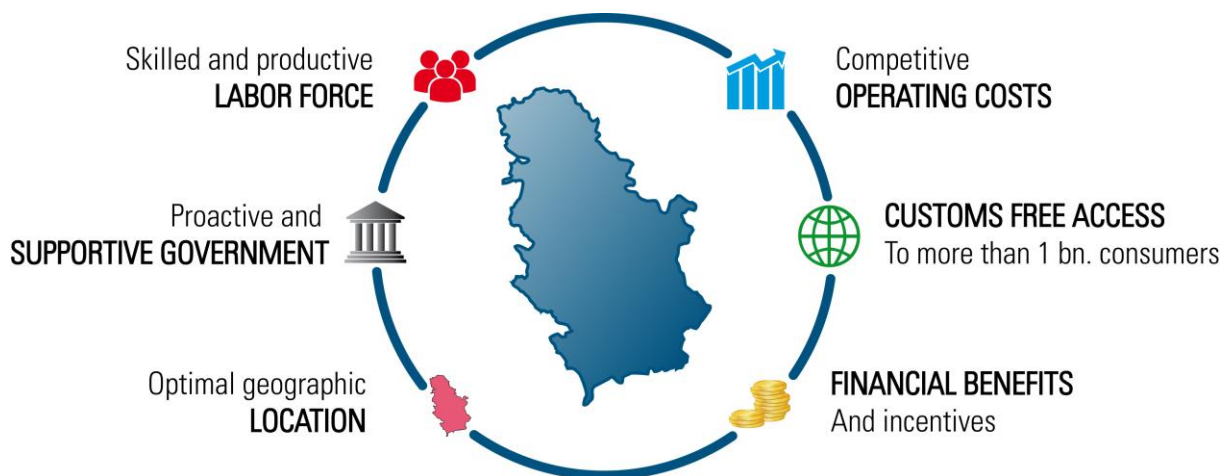 Skilled and productive
LABOR FORCE
Competitive
OPERATING COSTS
Proactive and
SUPPORTIVE GOVERNMENT
CUSTOMS FREE ACCESS
To more than 1 bn. consumers
Optimal geographic
LOCATION
FINANCIAL BENEFITS
And incentives